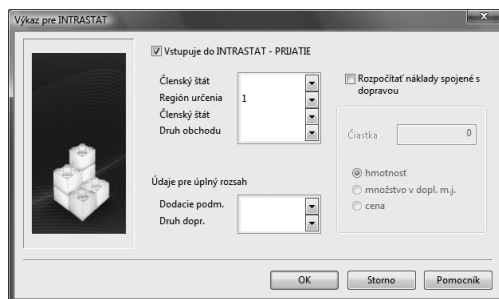 Výkaz pre INTRASTAT
x
Vstupuje do INTRASTAT - PRIJATIE
Členský štát
Región určenia
1
Členský štát
Druh obchodu
Rozpočítať náklady spojené s
dopravou
Čiastka
0
hmotnosť
množstvo v dopl. m.j.
cena
Údaje pre úplný rozsah
Dodacie podm.
Druh dopr.
OK
Storno
Pomocník